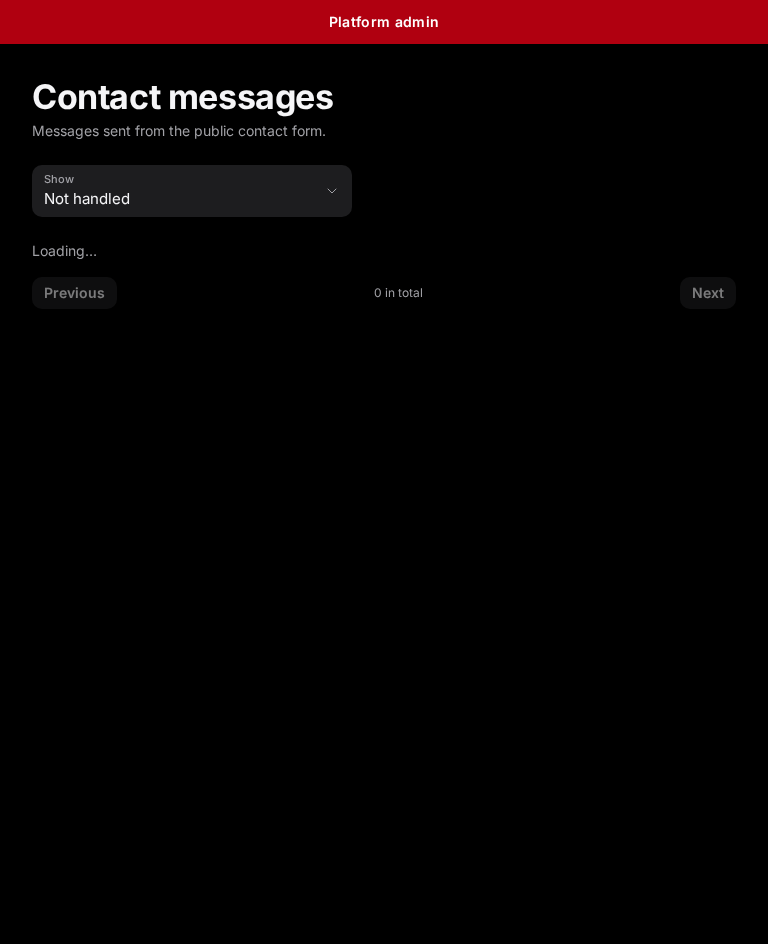 Platform admin
Contact messages
Messages sent from the public contact form.
Show
Not handled
Loading...
Previous
0 in total
Next